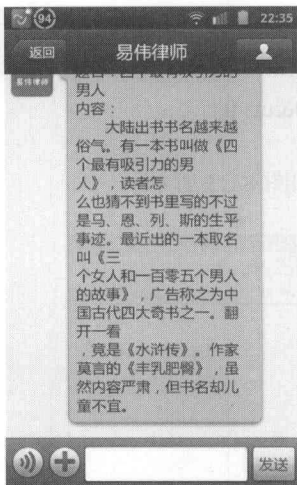 94
22:35
返回
易伟律师
易伟律师
男人
内容：
大陆出书书名越来越
俗气。有一本书叫做《四
个最有吸引力的男
人》，读者怎
么也猜不到书里写的不过
是马、恩、列、斯的生平
事迹。最近出的一本取名
叫《三
个女人和一百零五个男人
的故事》，广告称之为中
国古代四大奇书之一。翻
开一看
，竟是《水浒传》。作家
莫言的《丰乳肥臀》，虽
然内容严肃，但书名却儿
童不宜。
发送